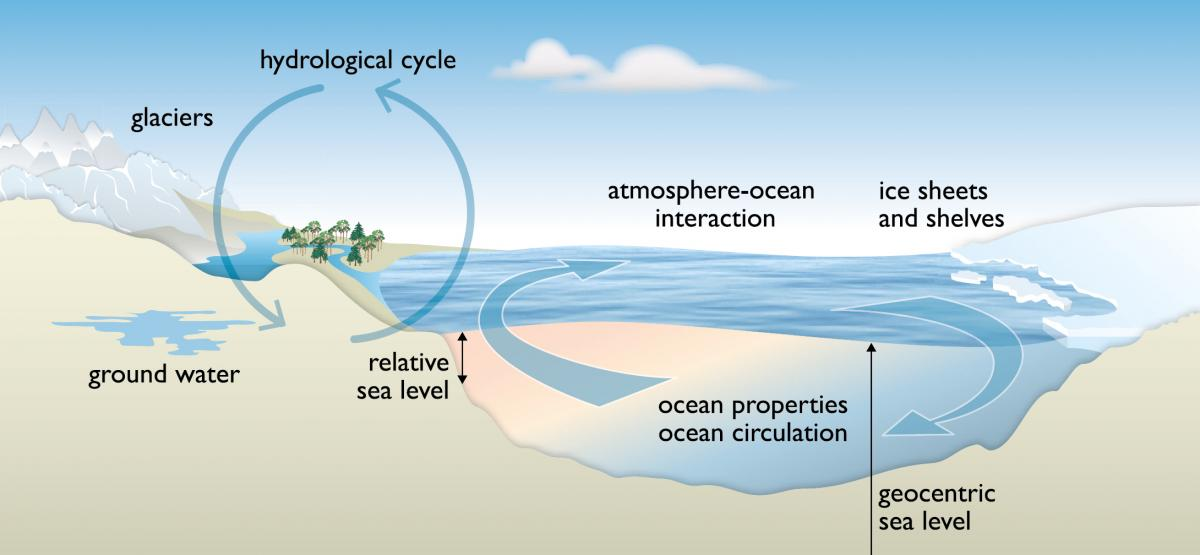 hydrological cycle
glaciers
atmosphere-ocean
interaction
ice sheets
and shelves
ground water
relative
sea level
ocean properties
ocean circulation
geocentric
sea level